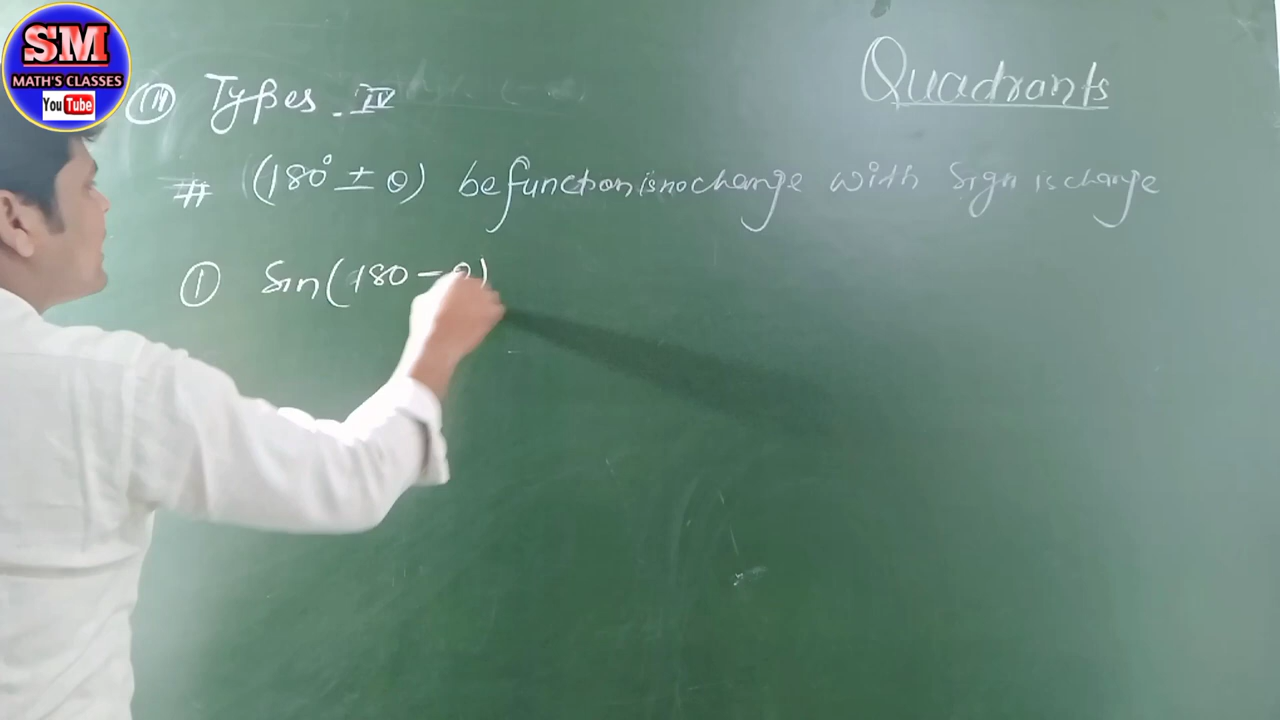 SM
MATH'S CLASSES
YouTube
Quadrants
(IV) Types - IV
# (180° ± θ) be function is no change with Sign is change
① Sin(180 - θ)